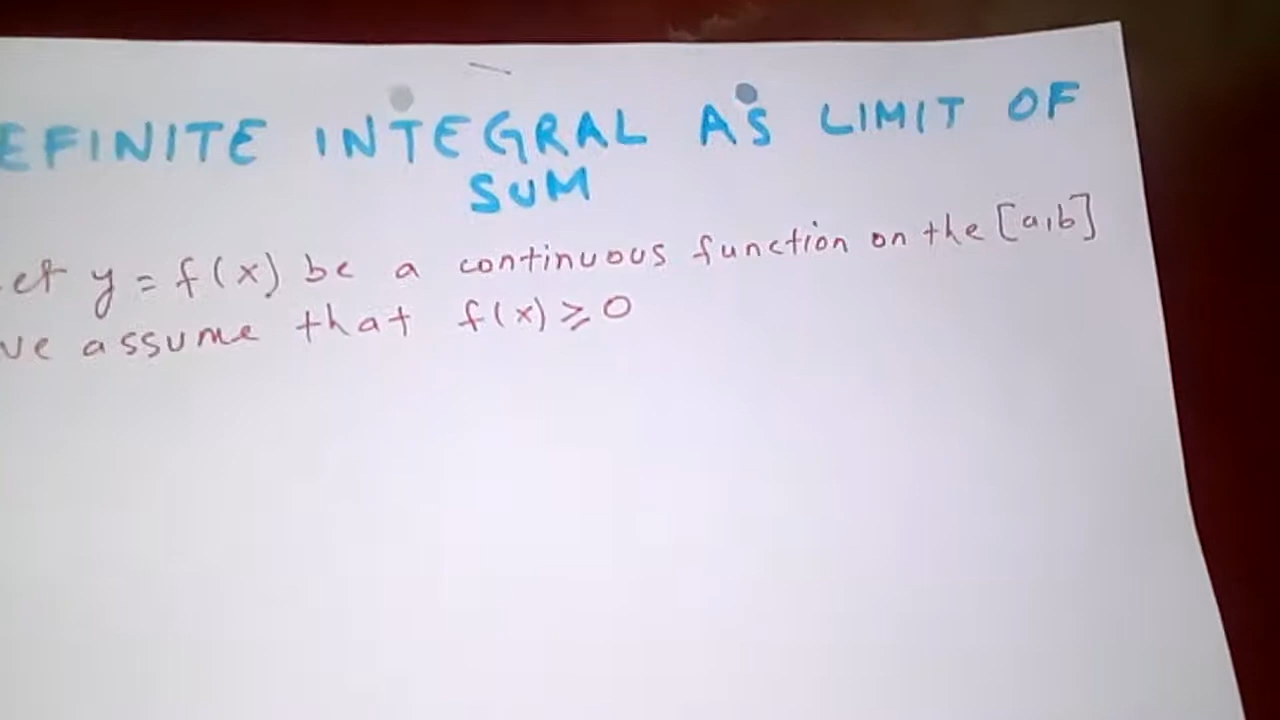 EFINITE INTEGRAL AS LIMIT OF
SUM
et y = f(x) be a continuous function on the [a,b]
ve assume that f(x) ≥ 0